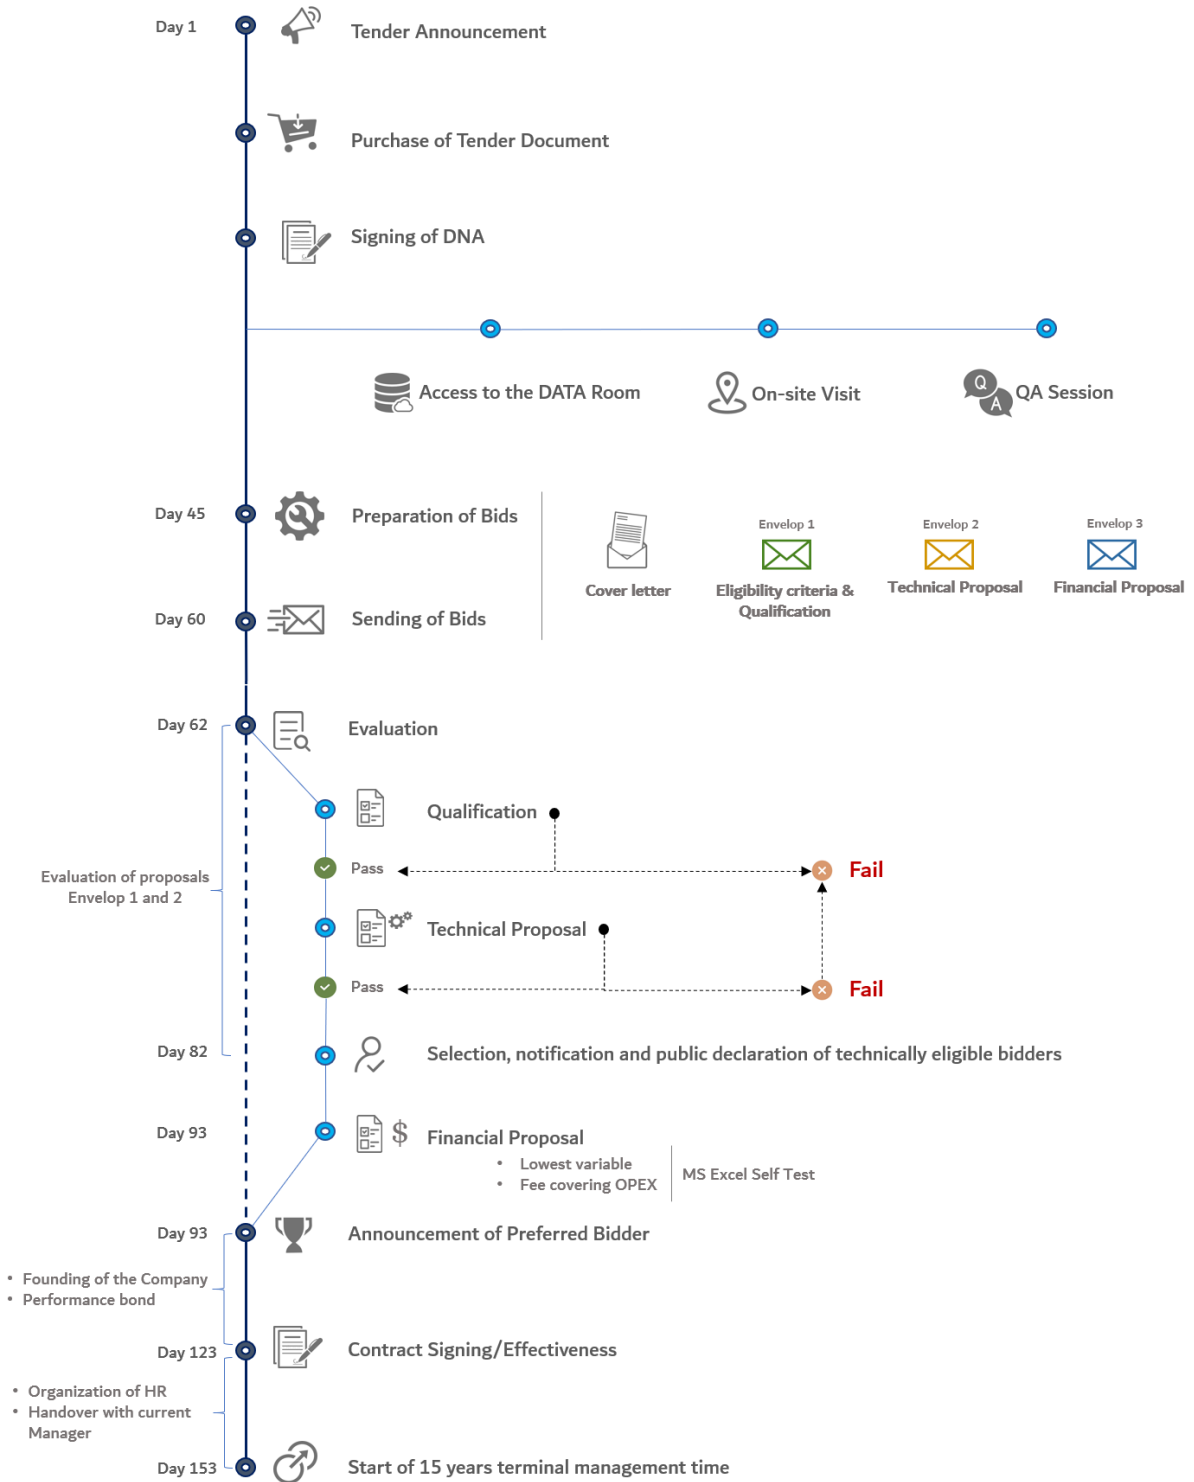 Day 1
Tender Announcement
Purchase of Tender Document
Signing of DNA
Access to the DATA Room
On-site Visit
Q
A
QA Session
Day 45
Preparation of Bids
Cover letter
Envelop 1
Eligibility criteria &
Qualification
Envelop 2
Technical Proposal
Envelop 3
Financial Proposal
Day 60
Sending of Bids
Day 62
Evaluation
Qualification
Pass
Fail
Evaluation of proposals
Envelop 1 and 2
Technical Proposal
Pass
Fail
Day 82
Selection, notification and public declaration of technically eligible bidders
Day 93
$
Financial Proposal
• Lowest variable
• Fee covering OPEX
MS Excel Self Test
Day 93
Announcement of Preferred Bidder
• Founding of the Company
• Performance bond
Day 123
Contract Signing/Effectiveness
• Organization of HR
• Handover with current
Manager
Day 153
Start of 15 years terminal management time